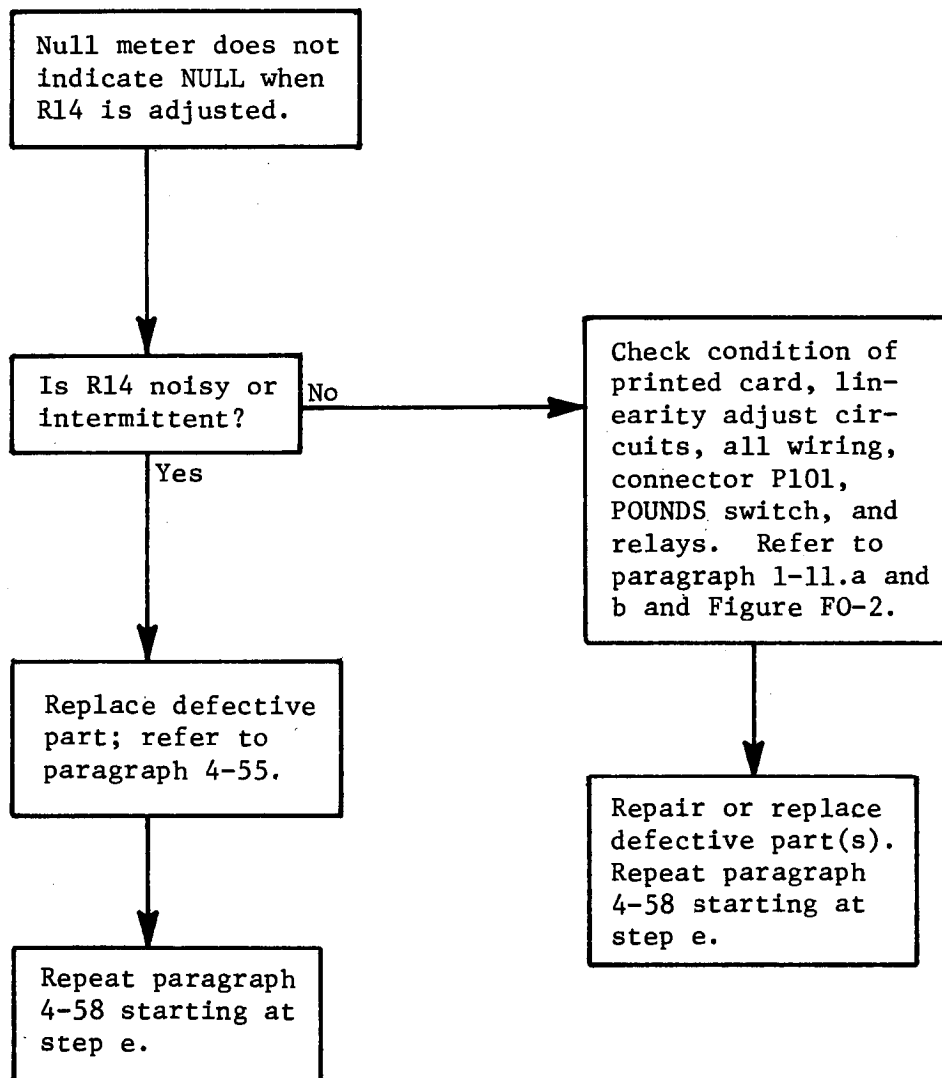 Null meter does not
indicate NULL when
R14 is adjusted.
Is R14 noisy or
intermittent?
No
Yes
Check condition of
printed card, lin-
earity adjust cir-
cuits, all wiring,
connector P101,
POUNDS switch, and
relays. Refer to
paragraph 1-11.a and
b and Figure FO-2.
Replace defective
part; refer to
paragraph 4-55.
Repair or replace
defective part(s).
Repeat paragraph
4-58 starting at
step e.
Repeat paragraph
4-58 starting at
step e.